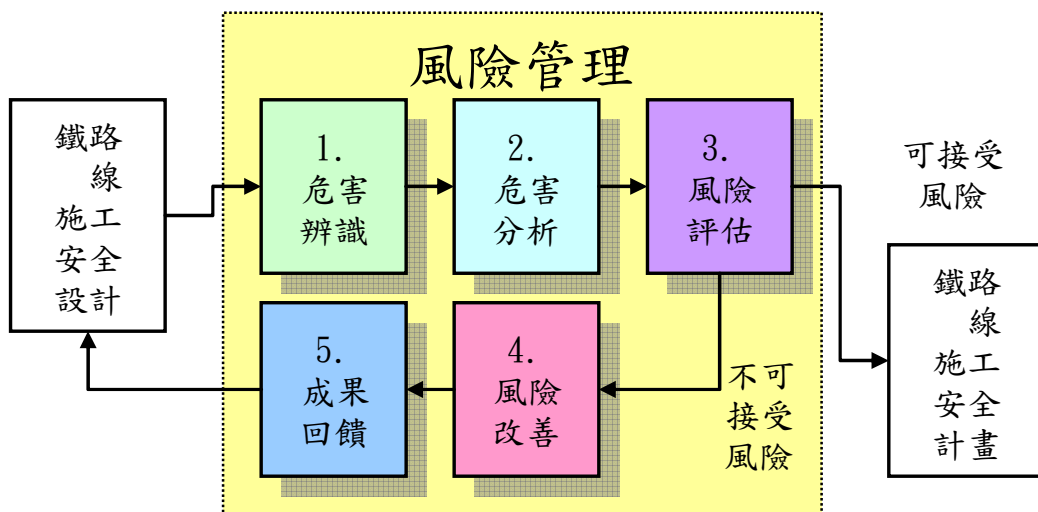 風險管理
鐵路
線
施工
安全
設計
1.
危害
辨識
2.
危害
分析
3.
風險
評估
可接受
風險
5.
成果
回饋
4.
風險
改善
不可
接受
風險
鐵路
線
施工
安全
計畫